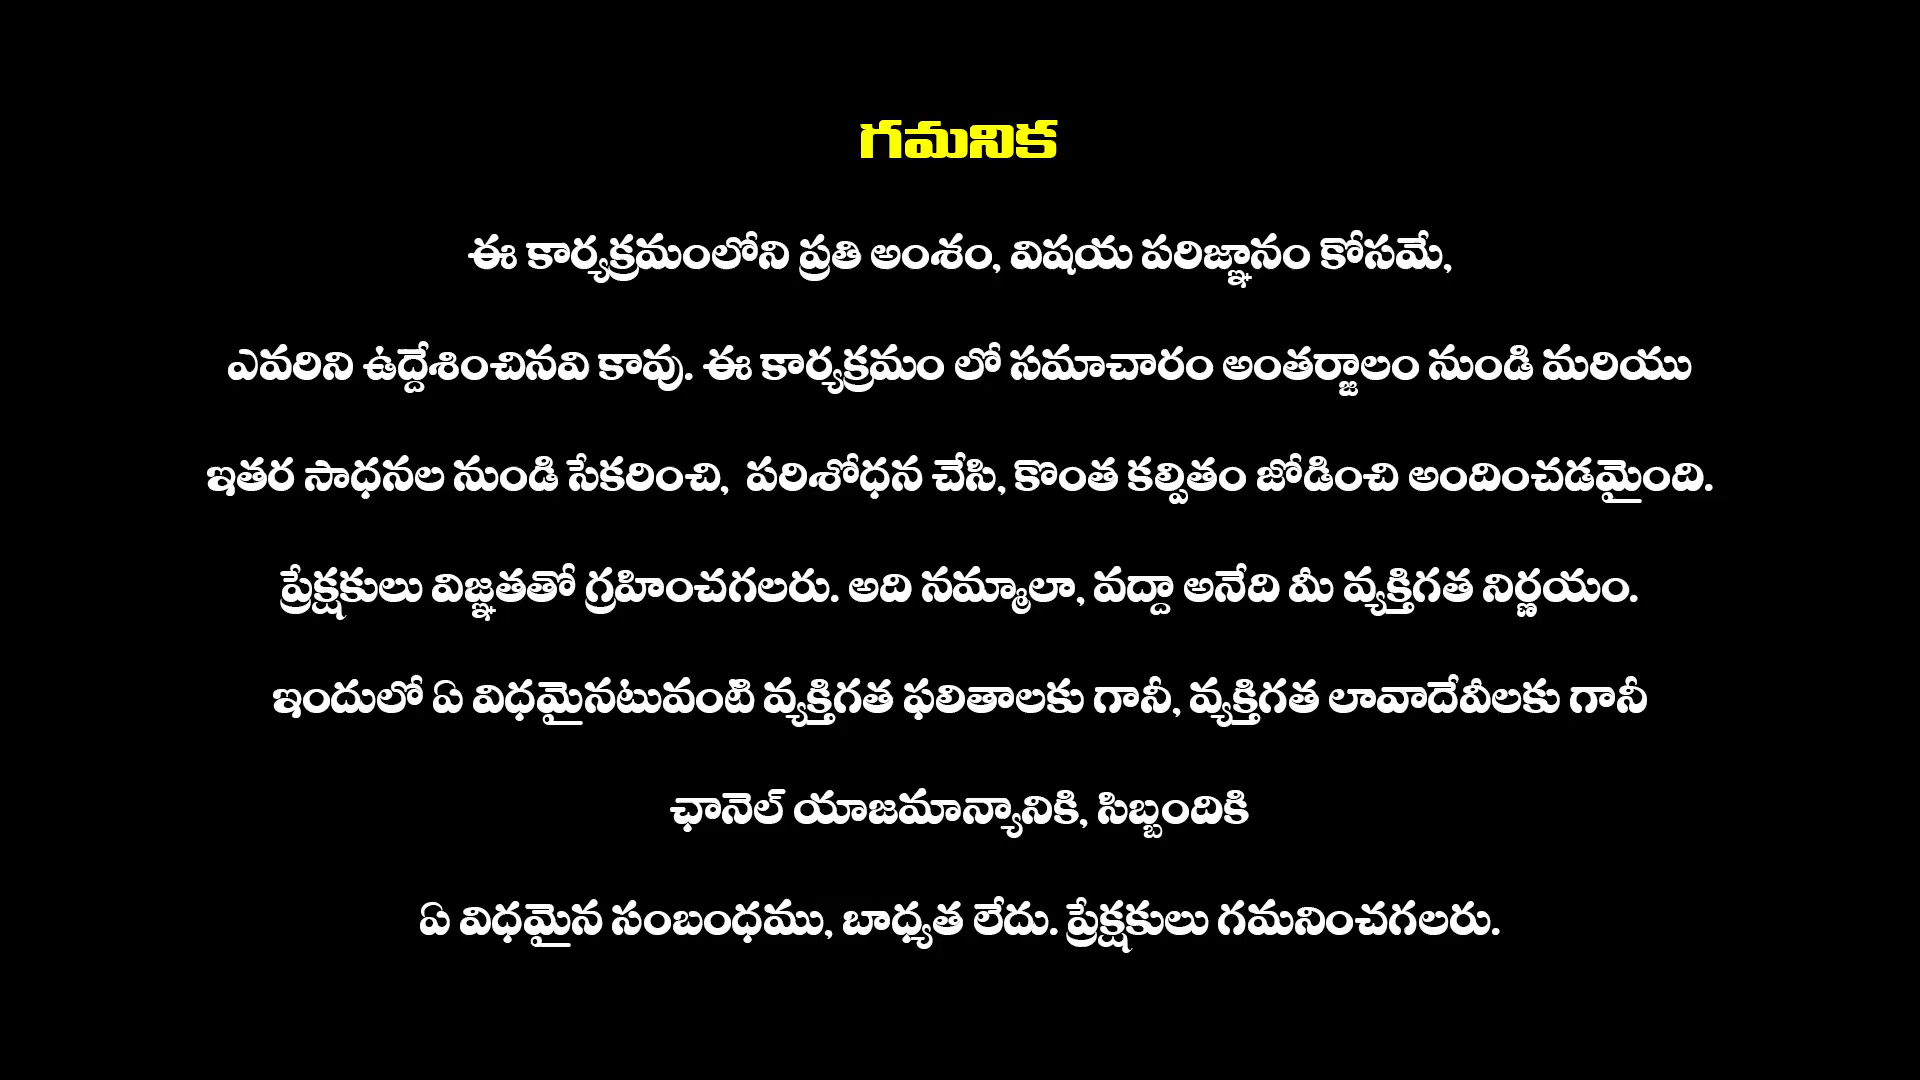 గమనిక
ఈ కార్యక్రమంలోని ప్రతి అంశం, విషయ పరిజ్ఞానం కోసమే,
ఎవరిని ఉద్దేశించినవి కావు. ఈ కార్యక్రమం లో సమాచారం అంతర్జాలం నుండి మరియు
ఇతర సాధనల నుండి సేకరించి, పరిశోధన చేసి, కొంత కల్పితం జోడించి అందించడమైంది.
ప్రేక్షకులు విజ్ఞతతో గ్రహించగలరు. అది నమ్మాలా, వద్దా అనేది మీ వ్యక్తిగత నిర్ణయం.
ఇందులో ఏ విధమైనటువంటి వ్యక్తిగత ఫలితాలకు గానీ, వ్యక్తిగత లావాదేవీలకు గానీ
ఛానెల్ యాజమాన్యానికి, సిబ్బందికి
ఏ విధమైన సంబంధము, బాధ్యత లేదు. ప్రేక్షకులు గమనించగలరు.